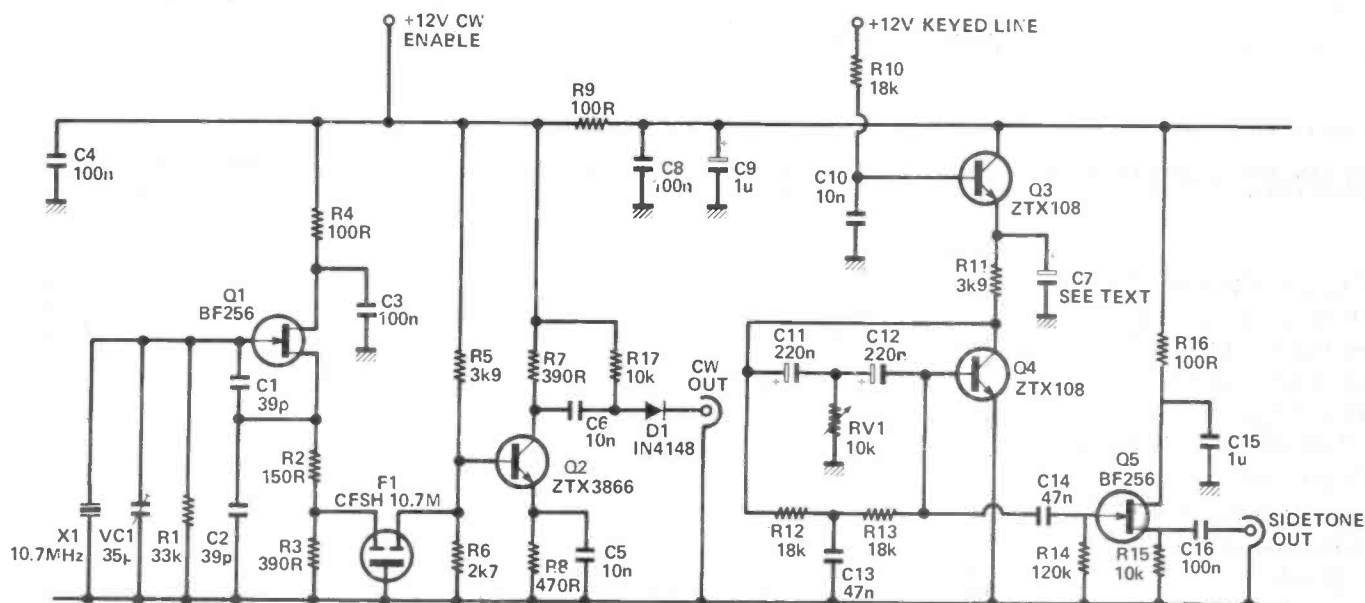 +12V CW
ENABLE
+12V KEYED LINE
R10
18k
R9
100R
C4
100n
C8
100n
C9
1u
C10
10n
Q3
ZTX108
R4
100R
R11
3k9
C7
SEE TEXT
Q1
BF256
C3
100n
R5
3k9
R7
390R
R17
10k
CW
OUT
C11
220n
C12
220n
Q4
ZTX108
R16
100R
C1
39p
C6
10n
D1
IN4148
RV1
10k
C15
1u
R2
150R
Q2
ZTX3866
F1
CFSH 10.7M
C14
47n
Q5
BF256
X1
10.7MHz
VC1
35p
R1
33k
C2
39p
R3
390R
R6
2k7
R8
470R
C5
10n
R12
18k
R13
18k
C13
47n
R14
120k
R15
10k
C16
100n
SIDETONE
OUT